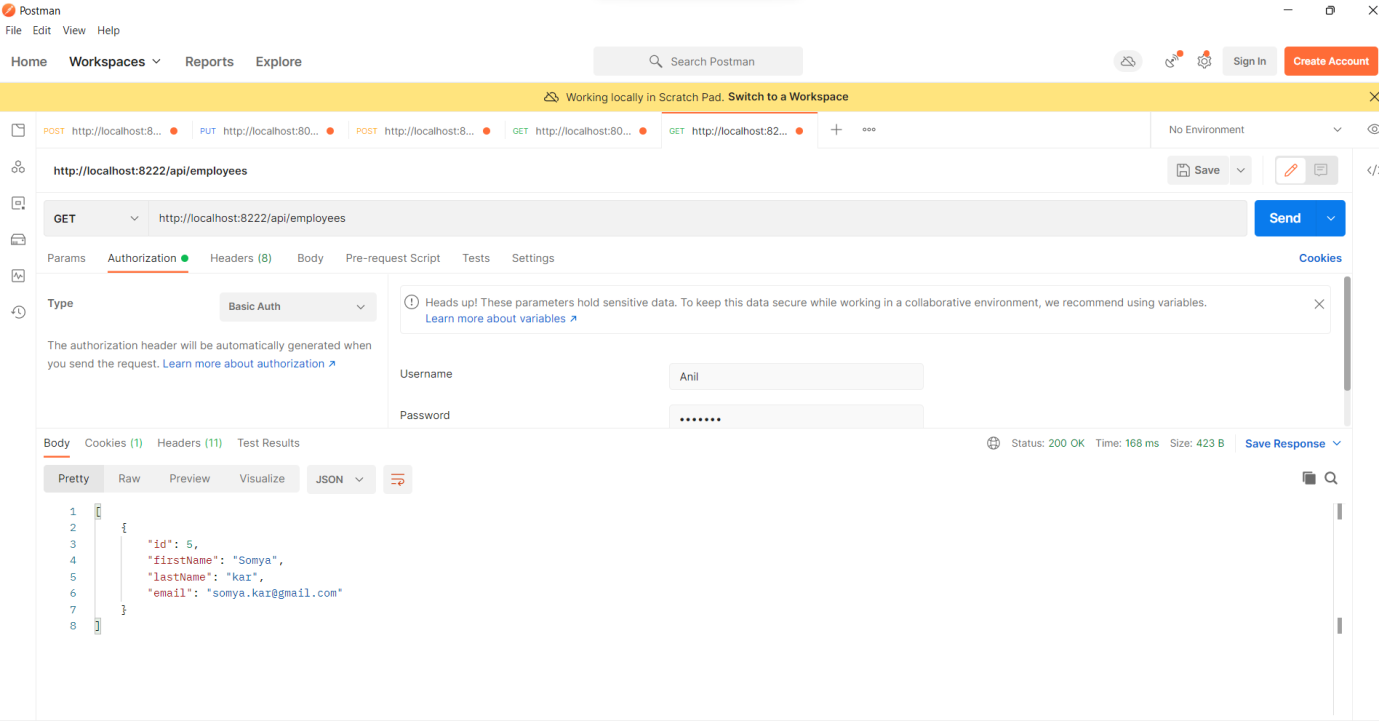 Postman
File Edit View Help
Home Workspaces Reports Explore Search Postman Sign In Create Account
Working locally in Scratch Pad. Switch to a Workspace
POST http://localhost:8... PUT http://localhost:80... POST http://localhost:8... GET http://localhost:80... GET http://localhost:82... No Environment
http://localhost:8222/api/employees Save
GET http://localhost:8222/api/employees Send
Params Authorization Headers (8) Body Pre-request Script Tests Settings Cookies
Type Basic Auth
The authorization header will be automatically generated when
you send the request. Learn more about authorization ↗
Heads up! These parameters hold sensitive data. To keep this data secure while working in a collaborative environment, we recommend using variables.
Learn more about variables ↗
Username Anil
Password •••••••
Body Cookies (1) Headers (11) Test Results Status: 200 OK Time: 168 ms Size: 423 B Save Response
Pretty Raw Preview Visualize JSON
1 [
2 {
3 "id": 5,
4 "firstName": "Somya",
5 "lastName": "kar",
6 "email": "somya.kar@gmail.com"
7 }
8 ]